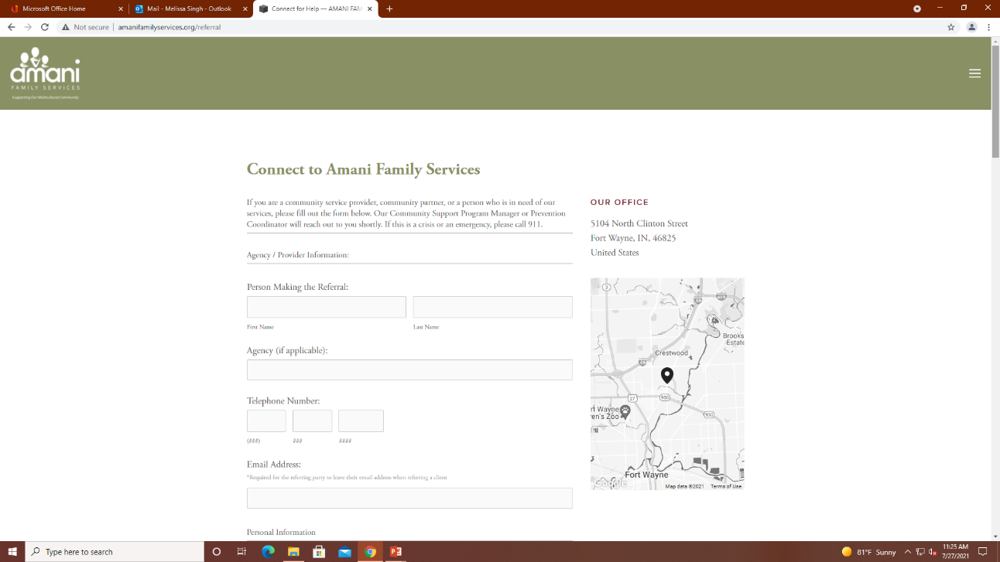 Microsoft Office Home
Mail - Melissa Singh - Outlook
Connect for Help — AMANI FAM
Not secure
amanifamilyservices.org/referral
amani
FAMILY SERVICES
Supporting Our Multicultural Community
Connect to Amani Family Services
If you are a community service provider, community partner, or a person who is in need of our
services, please fill out the form below. Our Community Support Program Manager or Prevention
Coordinator will reach out to you shortly. If this is a crisis or an emergency, please call 911.
Agency / Provider Information:
Person Making the Referral:
First Name
Last Name
Agency (if applicable):
Telephone Number:
(###)
###
####
Email Address:
*Required for the referring party to leave their email address when referring a client
Personal Information
OUR OFFICE
5104 North Clinton Street
Fort Wayne, IN, 46825
United States
3
69
469
Brooks
Estate
Crestwood
69
27
930
rt Wayne
en's Zoo
930
Fort Wayne
Google
Map data ©2021
Terms of Use
Type here to search
81°F Sunny
11:25 AM
7/27/2021